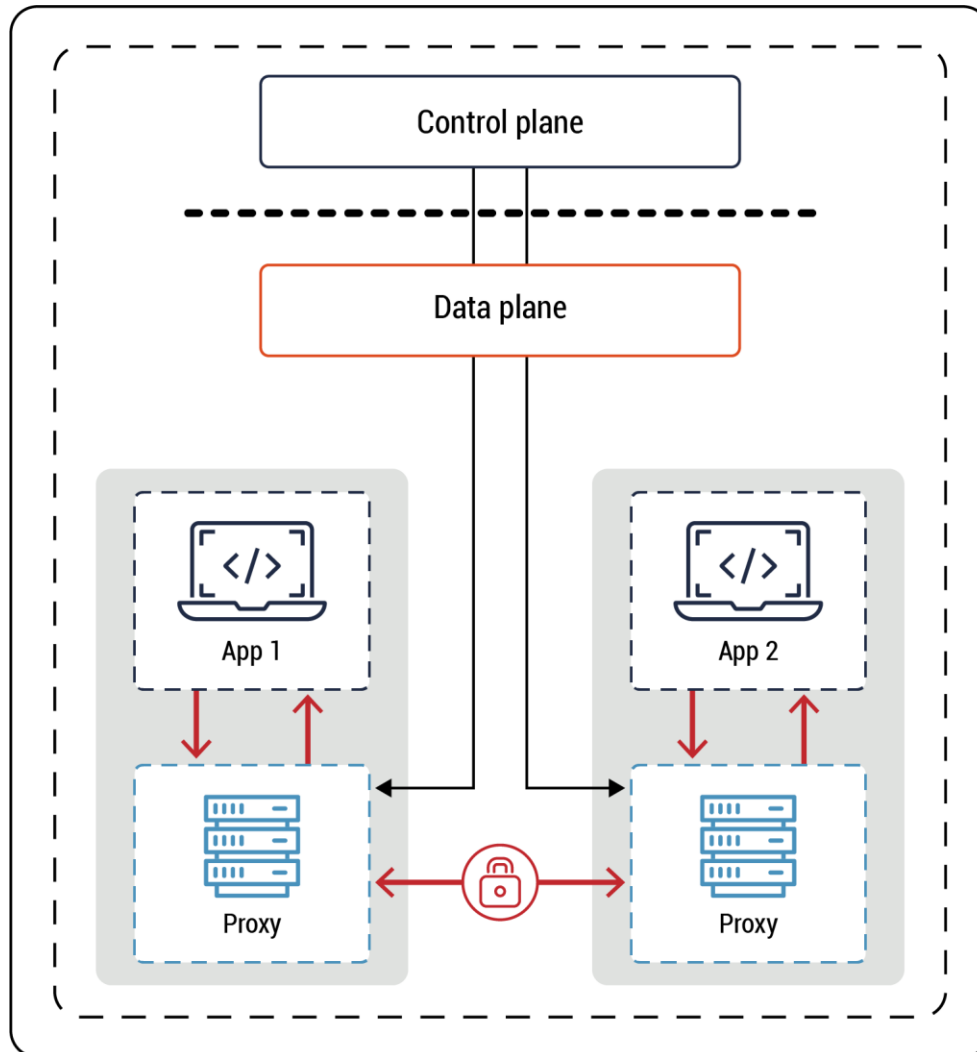 Control plane
Data plane
</>
App 1
</>
App 2
Proxy
Proxy